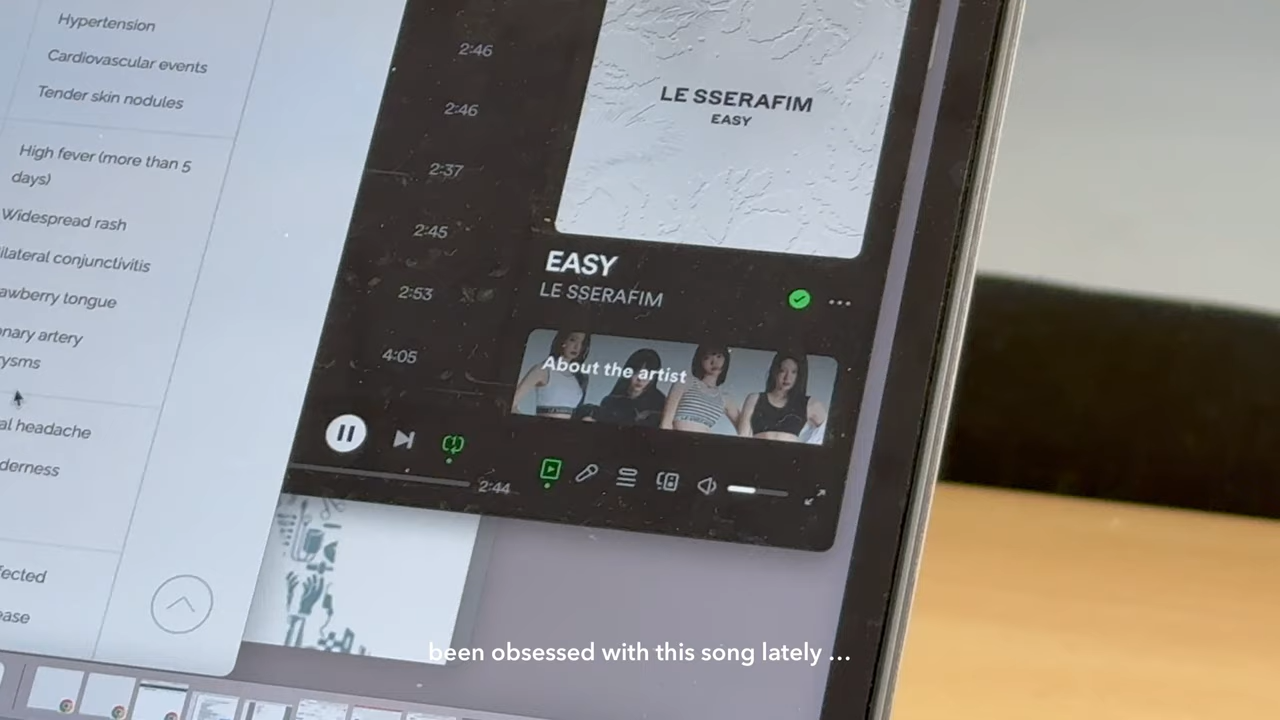 Hypertension
Cardiovascular events
Tender skin nodules
High fever (more than 5
days)
Widespread rash
ilateral conjunctivitis
awberry tongue
nary artery
ysms
al headache
derness
fected
ease
2:46
2:46
2:37
2:45
2:53
4:05
LE SSERAFIM
EASY
EASY
LE SSERAFIM
About the artist
2:44
been obsessed with this song lately ...